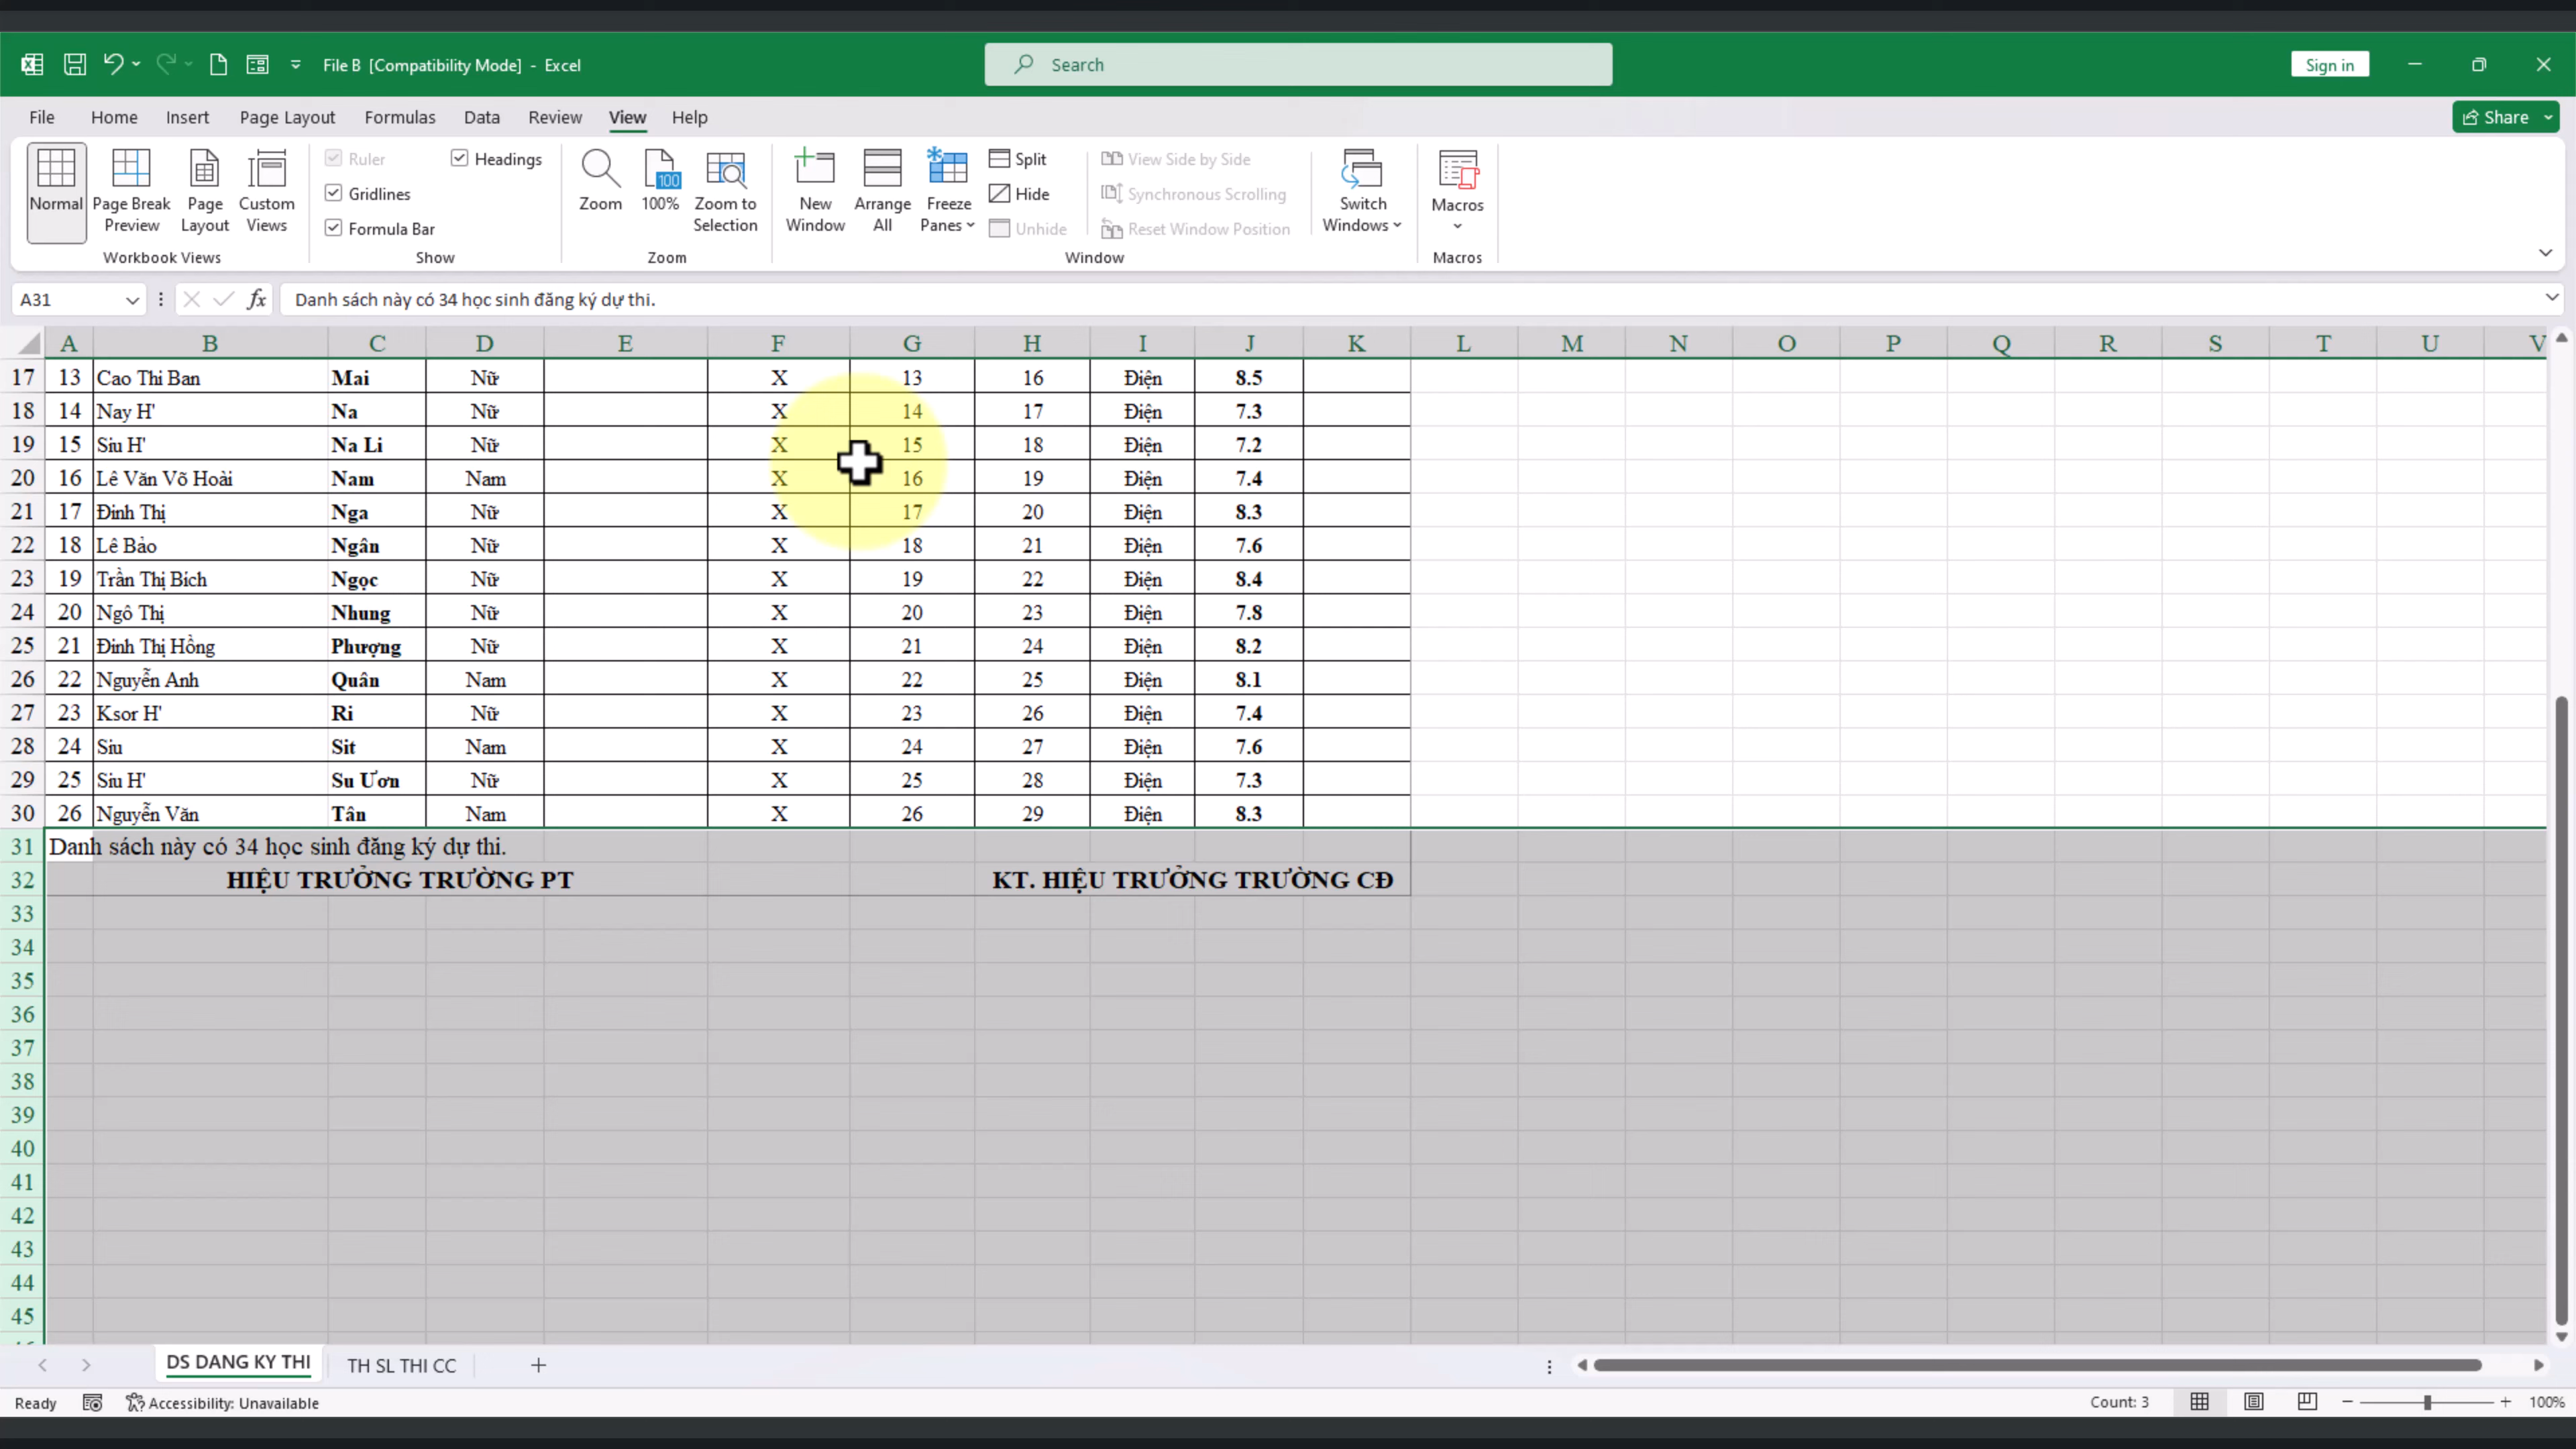 File B [Compatibility Mode] - Excel
Search
Sign in
File Home Insert Page Layout Formulas Data Review View Help
Share
Normal
Page Break Preview
Page Layout
Custom Views
Workbook Views
Ruler
Headings
Gridlines
Formula Bar
Show
Zoom
100
100%
Zoom to Selection
Zoom
New Window
Arrange All
Freeze Panes
Split
Hide
Unhide
View Side by Side
Synchronous Scrolling
Reset Window Position
Window
Switch Windows
Macros
Macros
A31
fx
Danh sách này có 34 học sinh đăng ký dự thi.
A B C D E F G H I J K L M N O P Q R S T U V
17 13 Cao Thi Ban Mai Nữ X 13 16 Điện 8.5
18 14 Nay H' Na Nữ X 14 17 Điện 7.3
19 15 Siu H' Na Li Nữ X 15 18 Điện 7.2
20 16 Lê Văn Võ Hoài Nam Nam X 16 19 Điện 7.4
21 17 Đinh Thị Nga Nữ X 17 20 Điện 8.3
22 18 Lê Bảo Ngân Nữ X 18 21 Điện 7.6
23 19 Trần Thị Bích Ngọc Nữ X 19 22 Điện 8.4
24 20 Ngô Thị Nhung Nữ X 20 23 Điện 7.8
25 21 Đinh Thị Hồng Phượng Nữ X 21 24 Điện 8.2
26 22 Nguyễn Anh Quân Nam X 22 25 Điện 8.1
27 23 Ksor H' Ri Nữ X 23 26 Điện 7.4
28 24 Siu Sit Nam X 24 27 Điện 7.6
29 25 Siu H' Su Ươn Nữ X 25 28 Điện 7.3
30 26 Nguyễn Văn Tân Nam X 26 29 Điện 8.3
31 Danh sách này có 34 học sinh đăng ký dự thi.
32 HIỆU TRƯỞNG TRƯỜNG PT KT. HIỆU TRƯỞNG TRƯỜNG CĐ
33
34
35
36
37
38
39
40
41
42
43
44
45
DS DANG KY THI TH SL THI CC
Ready Accessibility: Unavailable Count: 3 100%